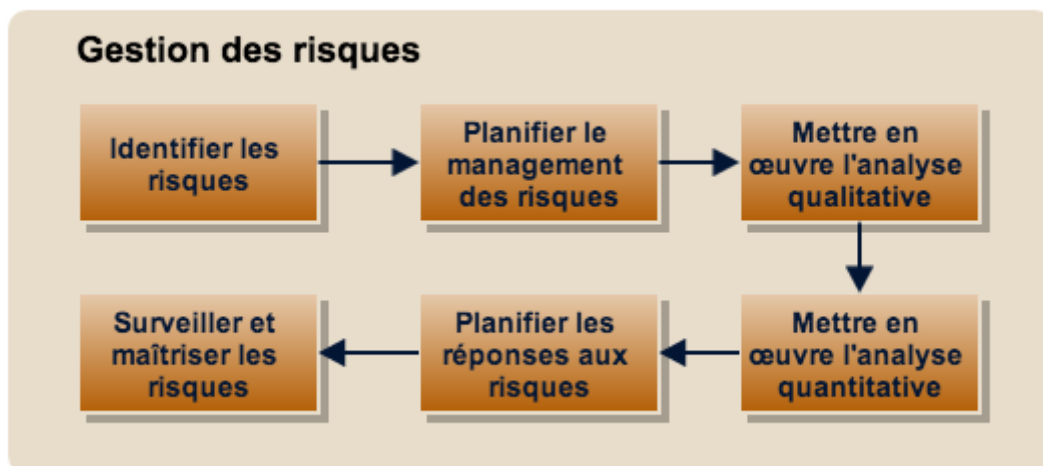 Gestion des risques
Identifier les
risques
Planifier le
management
des risques
Mettre en
œuvre l'analyse
qualitative
Mettre en
œuvre l'analyse
quantitative
Planifier les
réponses aux
risques
Surveiller et
maîtriser les
risques